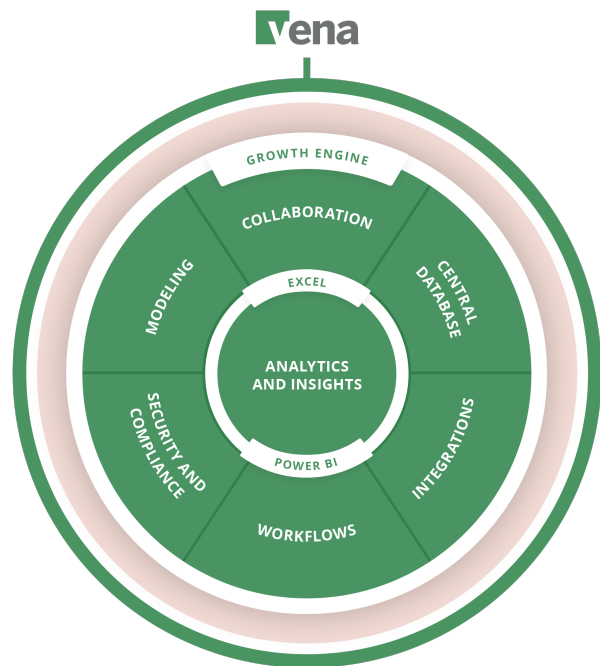 vena
GROWTH ENGINE
COLLABORATION
CENTRAL
DATABASE
INTEGRATIONS
WORKFLOWS
SECURITY AND
COMPLIANCE
MODELING
EXCEL
ANALYTICS
AND INSIGHTS
POWER BI